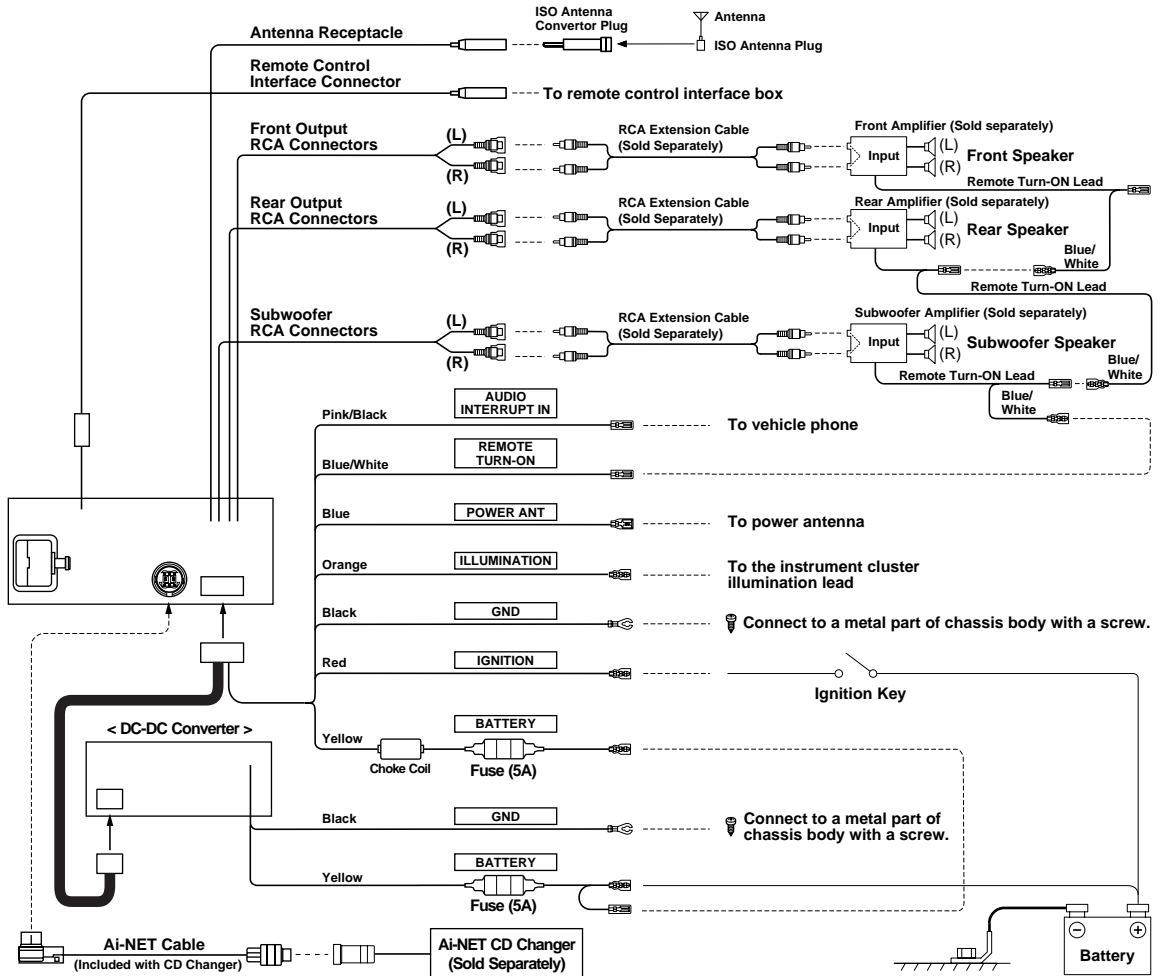 ISO Antenna
Convertor Plug
Antenna
Antenna Receptacle
ISO Antenna Plug
Remote Control
Interface Connector
To remote control interface box
Front Output
RCA Connectors
(L)
(R)
RCA Extension Cable
(Sold Separately)
Front Amplifier (Sold separately)
Input
(L)
(R)
Front Speaker
Remote Turn-ON Lead
Rear Output
RCA Connectors
(L)
(R)
RCA Extension Cable
(Sold Separately)
Rear Amplifier (Sold separately)
Input
(L)
(R)
Rear Speaker
Blue/
White
Remote Turn-ON Lead
Subwoofer
RCA Connectors
(L)
(R)
RCA Extension Cable
(Sold Separately)
Subwoofer Amplifier (Sold separately)
Input
(L)
(R)
Subwoofer Speaker
Remote Turn-ON Lead
Blue/
White
Blue/
White
Pink/Black
AUDIO
INTERRUPT IN
To vehicle phone
Blue/White
REMOTE
TURN-ON
Blue
POWER ANT
To power antenna
Orange
ILLUMINATION
To the instrument cluster
illumination lead
Black
GND
Connect to a metal part of chassis body with a screw.
Red
IGNITION
Ignition Key
< DC-DC Converter >
Yellow
Choke Coil
BATTERY
Fuse (5A)
Black
GND
Connect to a metal part of
chassis body with a screw.
Yellow
BATTERY
Fuse (5A)
Ai-NET Cable
(Included with CD Changer)
Ai-NET CD Changer
(Sold Separately)
− +
Battery